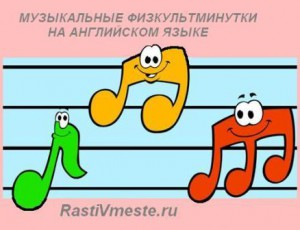 МУЗЫКАЛЬНЫЕ ФИЗКУЛЬТМИНУТКИ
НА АНГЛИЙСКОМ ЯЗЫКЕ
RastiVmeste.ru